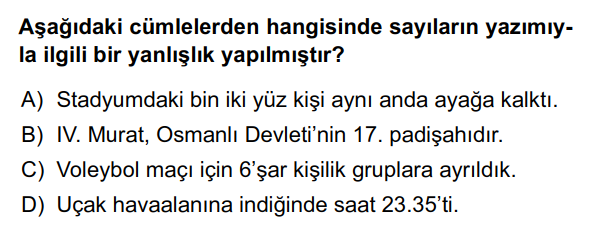 Aşağıdaki cümlelerden hangisinde sayıların yazımıy-
la ilgili bir yanlışlık yapılmıştır?
A) Stadyumdaki bin iki yüz kişi aynı anda ayağa kalktı.
B) IV. Murat, Osmanlı Devleti’nin 17. padişahıdır.
C) Voleybol maçı için 6’şar kişilik gruplara ayrıldık.
D) Uçak havaalanına indiğinde saat 23.35’ti.